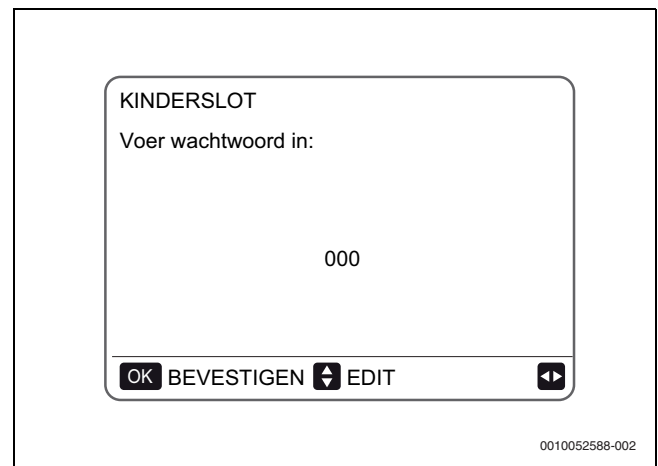 KINDERSLOT
Voer wachtwoord in:
000
OK BEVESTIGEN EDIT
0010052588-002